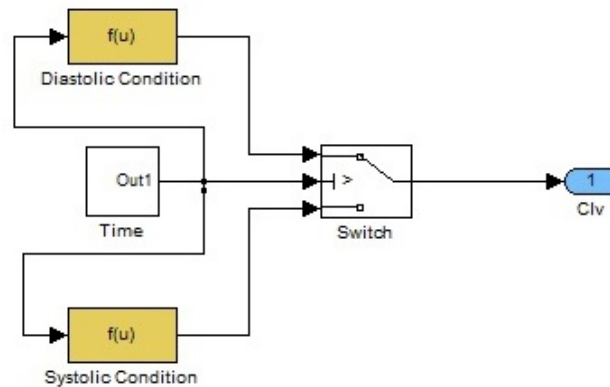 f(u)
Diastolic Condition
Out1
Time
>
Switch
1
Clv
f(u)
Systolic Condition